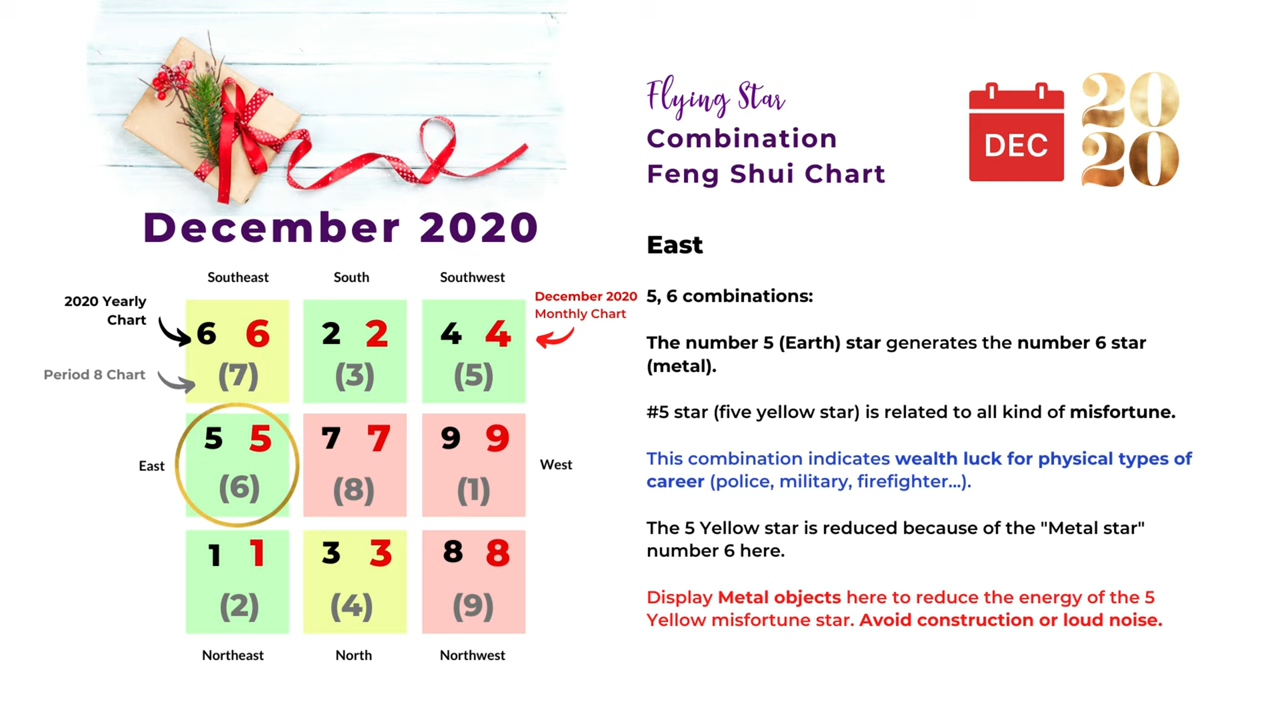 December 2020
Southeast South Southwest
2020 Yearly
Chart
December 2020
Monthly Chart
Period 8 Chart
6 6 2 2 4 4
(7) (3) (5)
East
5 5 7 7 9 9
(6) (8) (1)
West
1 1 3 3 8 8
(2) (4) (9)
Northeast North Northwest
Flying Star
Combination
Feng Shui Chart
DEC
20
20
East
5, 6 combinations:
The number 5 (Earth) star generates the number 6 star
(metal).
#5 star (five yellow star) is related to all kind of misfortune.
This combination indicates wealth luck for physical types of
career (police, military, firefighter...).
The 5 Yellow star is reduced because of the "Metal star"
number 6 here.
Display Metal objects here to reduce the energy of the 5
Yellow misfortune star. Avoid construction or loud noise.